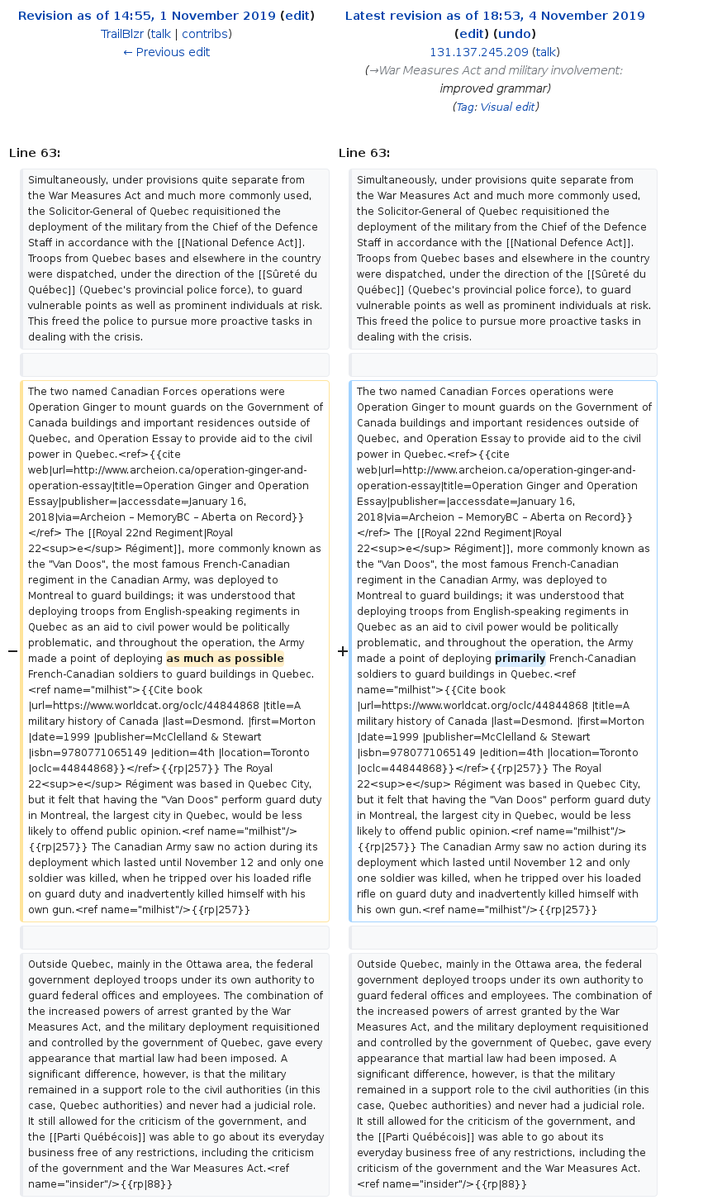 Revision as of 14:55, 1 November 2019 (edit)
TrailBlzr (talk | contribs)
← Previous edit
Latest revision as of 18:53, 4 November 2019
(edit) (undo)
131.137.245.209 (talk)
(→War Measures Act and military involvement:
improved grammar)
(Tag: Visual edit)
Line 63:
Simultaneously, under provisions quite separate from
the War Measures Act and much more commonly used,
the Solicitor-General of Quebec requisitioned the
deployment of the military from the Chief of the Defence
Staff in accordance with the [[National Defence Act]].
Troops from Quebec bases and elsewhere in the country
were dispatched, under the direction of the [[Sûreté du
Québec]] (Quebec's provincial police force), to guard
vulnerable points as well as prominent individuals at risk.
This freed the police to pursue more proactive tasks in
dealing with the crisis.
−
The two named Canadian Forces operations were
Operation Ginger to mount guards on the Government of
Canada buildings and important residences outside of
Quebec, and Operation Essay to provide aid to the civil
power in Quebec.<ref>{{cite
web|url=http://www.archeion.ca/operation-ginger-and-
operation-essay|title=Operation Ginger and Operation
Essay|publisher=|accessdate=January 16,
2018|via=Archeion – MemoryBC – Aberta on Record}}
</ref> The [[Royal 22nd Regiment|Royal
22<sup>e</sup> Régiment]], more commonly known as
the "Van Doos", the most famous French-Canadian
regiment in the Canadian Army, was deployed to
Montreal to guard buildings; it was understood that
deploying troops from English-speaking regiments in
Quebec as an aid to civil power would be politically
problematic, and throughout the operation, the Army
made a point of deploying as much as possible
French-Canadian soldiers to guard buildings in Quebec.
<ref name="milhist">{{Cite book
|url=https://www.worldcat.org/oclc/44844868 |title=A
military history of Canada |last=Desmond. |first=Morton
|date=1999 |publisher=McClelland & Stewart
|isbn=9780771065149 |edition=4th |location=Toronto
|oclc=44844868}}</ref>{{rp|257}} The Royal
22<sup>e</sup> Régiment was based in Quebec City,
but it felt that having the "Van Doos" perform guard duty
in Montreal, the largest city in Quebec, would be less
likely to offend public opinion.<ref name="milhist"/>
{{rp|257}} The Canadian Army saw no action during its
deployment which lasted until November 12 and only one
soldier was killed, when he tripped over his loaded rifle
on guard duty and inadvertently killed himself with his
own gun.<ref name="milhist"/>{{rp|257}}
Outside Quebec, mainly in the Ottawa area, the federal
government deployed troops under its own authority to
guard federal offices and employees. The combination of
the increased powers of arrest granted by the War
Measures Act, and the military deployment requisitioned
and controlled by the government of Quebec, gave every
appearance that martial law had been imposed. A
significant difference, however, is that the military
remained in a support role to the civil authorities (in this
case, Quebec authorities) and never had a judicial role.
It still allowed for the criticism of the government, and
the [[Parti Québécois]] was able to go about its everyday
business free of any restrictions, including the criticism
of the government and the War Measures Act.<ref
name="insider"/>{{rp|88}}
Line 63:
Simultaneously, under provisions quite separate from
the War Measures Act and much more commonly used,
the Solicitor-General of Quebec requisitioned the
deployment of the military from the Chief of the Defence
Staff in accordance with the [[National Defence Act]].
Troops from Quebec bases and elsewhere in the country
were dispatched, under the direction of the [[Sûreté du
Québec]] (Quebec's provincial police force), to guard
vulnerable points as well as prominent individuals at risk.
This freed the police to pursue more proactive tasks in
dealing with the crisis.
+
The two named Canadian Forces operations were
Operation Ginger to mount guards on the Government of
Canada buildings and important residences outside of
Quebec, and Operation Essay to provide aid to the civil
power in Quebec.<ref>{{cite
web|url=http://www.archeion.ca/operation-ginger-and-
operation-essay|title=Operation Ginger and Operation
Essay|publisher=|accessdate=January 16,
2018|via=Archeion – MemoryBC – Aberta on Record}}
</ref> The [[Royal 22nd Regiment|Royal
22<sup>e</sup> Régiment]], more commonly known as
the "Van Doos", the most famous French-Canadian
regiment in the Canadian Army, was deployed to
Montreal to guard buildings; it was understood that
deploying troops from English-speaking regiments in
Quebec as an aid to civil power would be politically
problematic, and throughout the operation, the Army
made a point of deploying primarily French-Canadian
soldiers to guard buildings in Quebec.<ref
name="milhist">{{Cite book
|url=https://www.worldcat.org/oclc/44844868 |title=A
military history of Canada |last=Desmond. |first=Morton
|date=1999 |publisher=McClelland & Stewart
|isbn=9780771065149 |edition=4th |location=Toronto
|oclc=44844868}}</ref>{{rp|257}} The Royal
22<sup>e</sup> Régiment was based in Quebec City,
but it felt that having the "Van Doos" perform guard duty
in Montreal, the largest city in Quebec, would be less
likely to offend public opinion.<ref name="milhist"/>
{{rp|257}} The Canadian Army saw no action during its
deployment which lasted until November 12 and only one
soldier was killed, when he tripped over his loaded
rifle on guard duty and inadvertently killed himself with
his own gun.<ref name="milhist"/>{{rp|257}}
Outside Quebec, mainly in the Ottawa area, the federal
government deployed troops under its own authority to
guard federal offices and employees. The combination of
the increased powers of arrest granted by the War
Measures Act, and the military deployment requisitioned
and controlled by the government of Quebec, gave every
appearance that martial law had been imposed. A
significant difference, however, is that the military
remained in a support role to the civil authorities (in this
case, Quebec authorities) and never had a judicial role.
It still allowed for the criticism of the government, and
the [[Parti Québécois]] was able to go about its
everyday business free of any restrictions, including the
criticism of the government and the War Measures Act.
<ref name="insider"/>{{rp|88}}